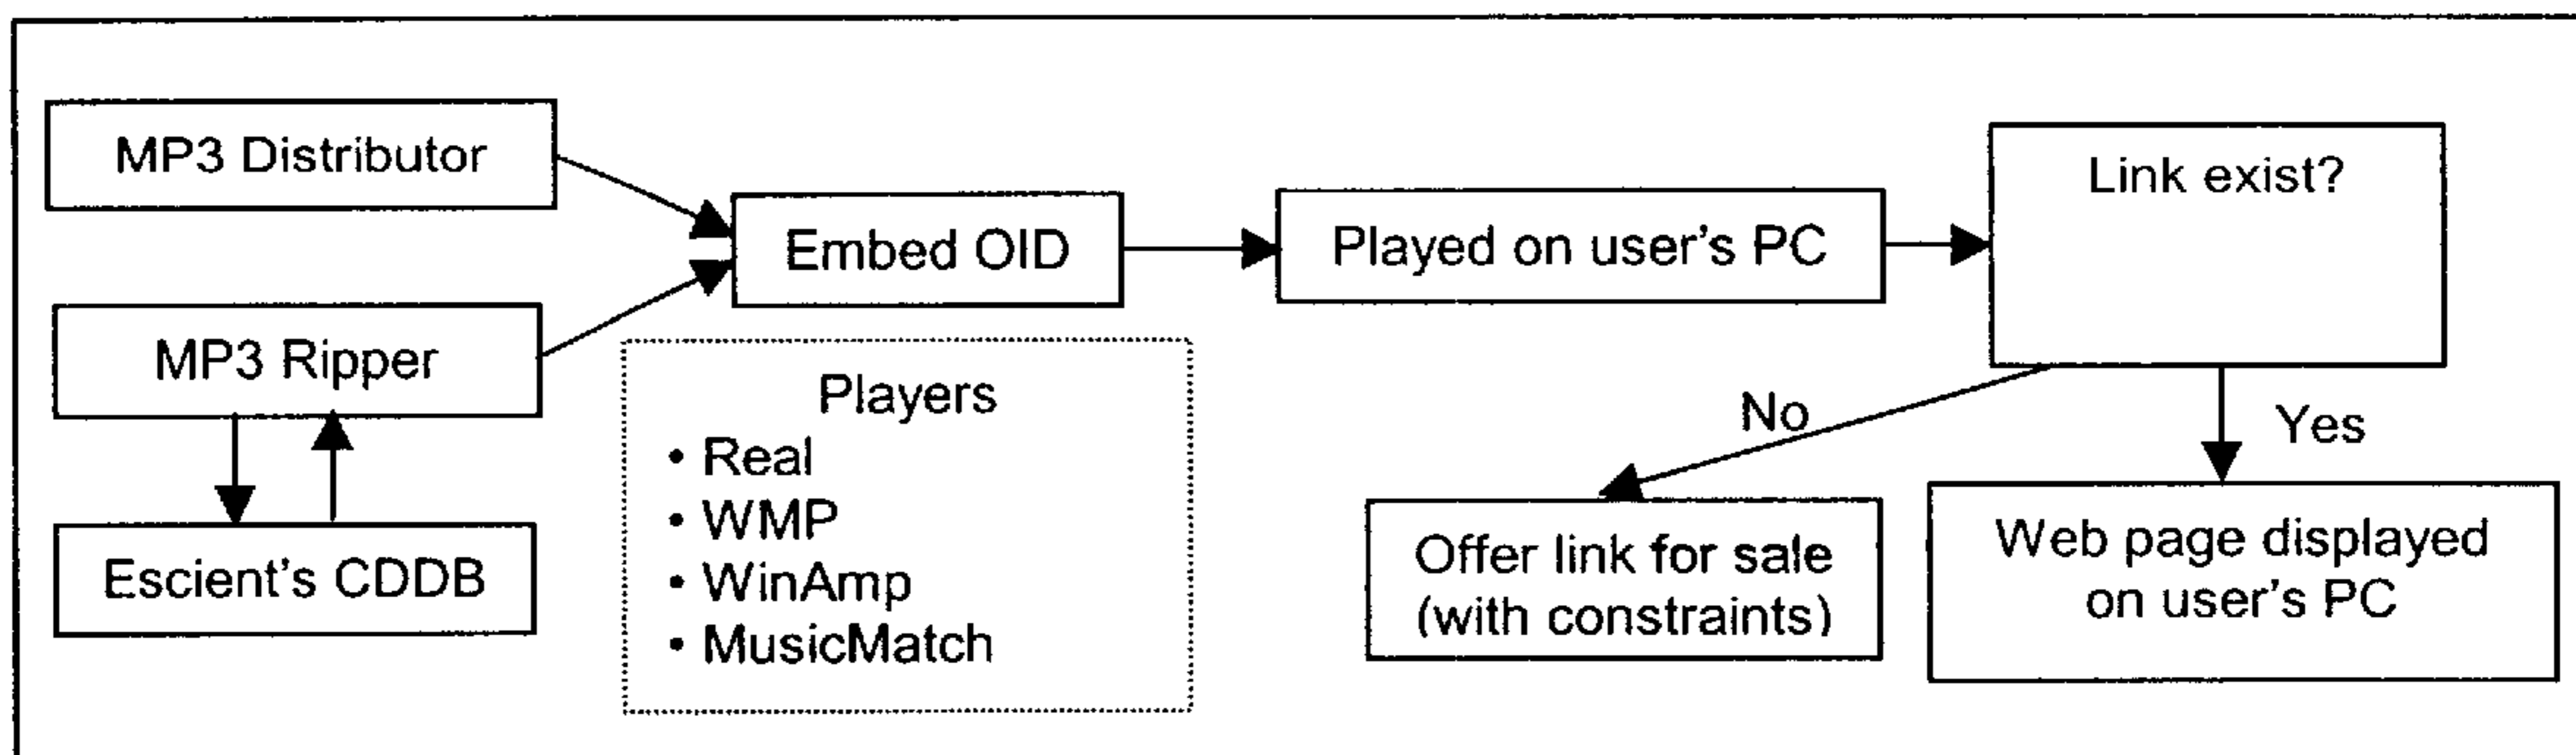 MP3 Distributor
MP3 Ripper
Escient's CDDB
Embed OID
Players
• Real
• WMP
• WinAmp
• MusicMatch
Played on user's PC
Link exist?
No
Yes
Offer link for sale
(with constraints)
Web page displayed
on user's PC